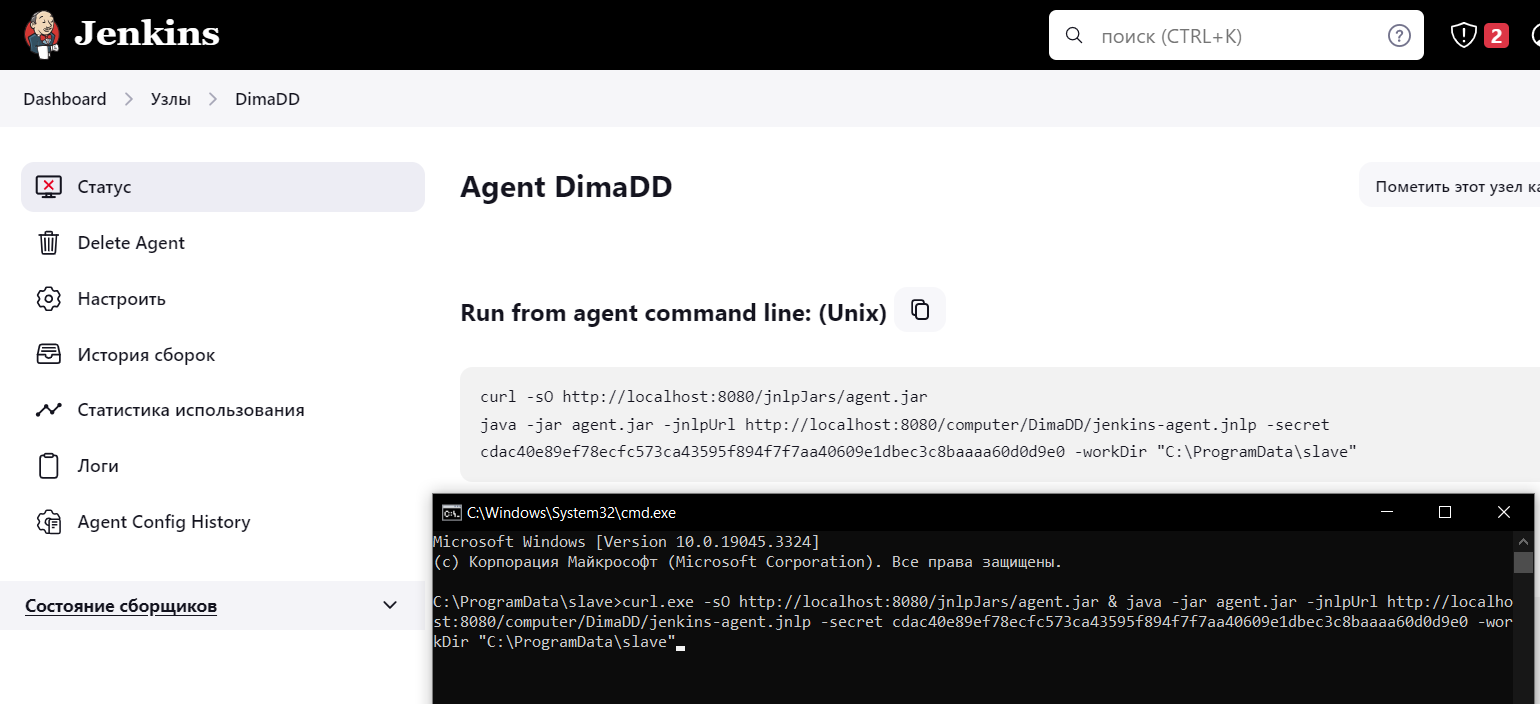 Jenkins
поиск (CTRL+K)
2
Dashboard > Узлы > DimaDD
Статус
Delete Agent
Настроить
История сборок
Статистика использования
Логи
Agent Config History
Состояние сборщиков
Agent DimaDD
Пометить этот узел ка
Run from agent command line: (Unix)
curl -sO http://localhost:8080/jnlpJars/agent.jar
java -jar agent.jar -jnlpUrl http://localhost:8080/computer/DimaDD/jenkins-agent.jnlp -secret
cdac40e89ef78ecfc573ca43595f894f7f7aa40609e1dbec3c8baaaa60d0d9e0 -workDir "C:\ProgramData\slave"
C:\Windows\System32\cmd.exe
Microsoft Windows [Version 10.0.19045.3324]
(c) Корпорация Майкрософт (Microsoft Corporation). Все права защищены.
C:\ProgramData\slave>curl.exe -sO http://localhost:8080/jnlpJars/agent.jar & java -jar agent.jar -jnlpUrl http://localho
st:8080/computer/DimaDD/jenkins-agent.jnlp -secret cdac40e89ef78ecfc573ca43595f894f7f7aa40609e1dbec3c8baaaa60d0d9e0 -wor
kDir "C:\ProgramData\slave"